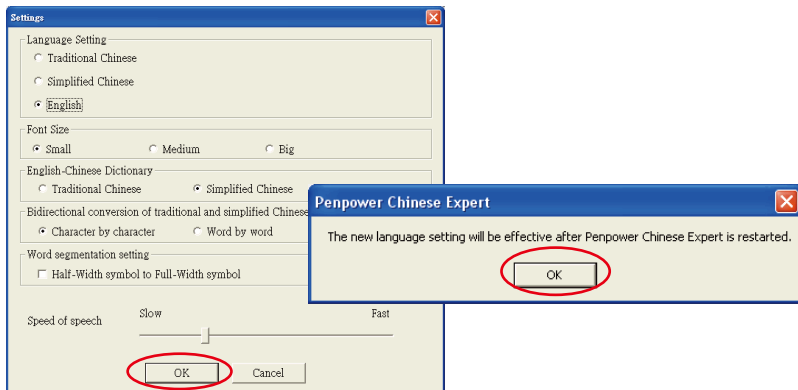 Settings
Language Setting
Traditional Chinese
Simplified Chinese
English
Font Size
Small Medium Big
English-Chinese Dictionary
Traditional Chinese Simplified Chinese
Bidirectional conversion of traditional and simplified Chinese
Character by character Word by word
Word segmentation setting
Half-Width symbol to Full-Width symbol
Speed of speech Slow Fast
OK Cancel
Penpower Chinese Expert
The new language setting will be effective after Penpower Chinese Expert is restarted.
OK